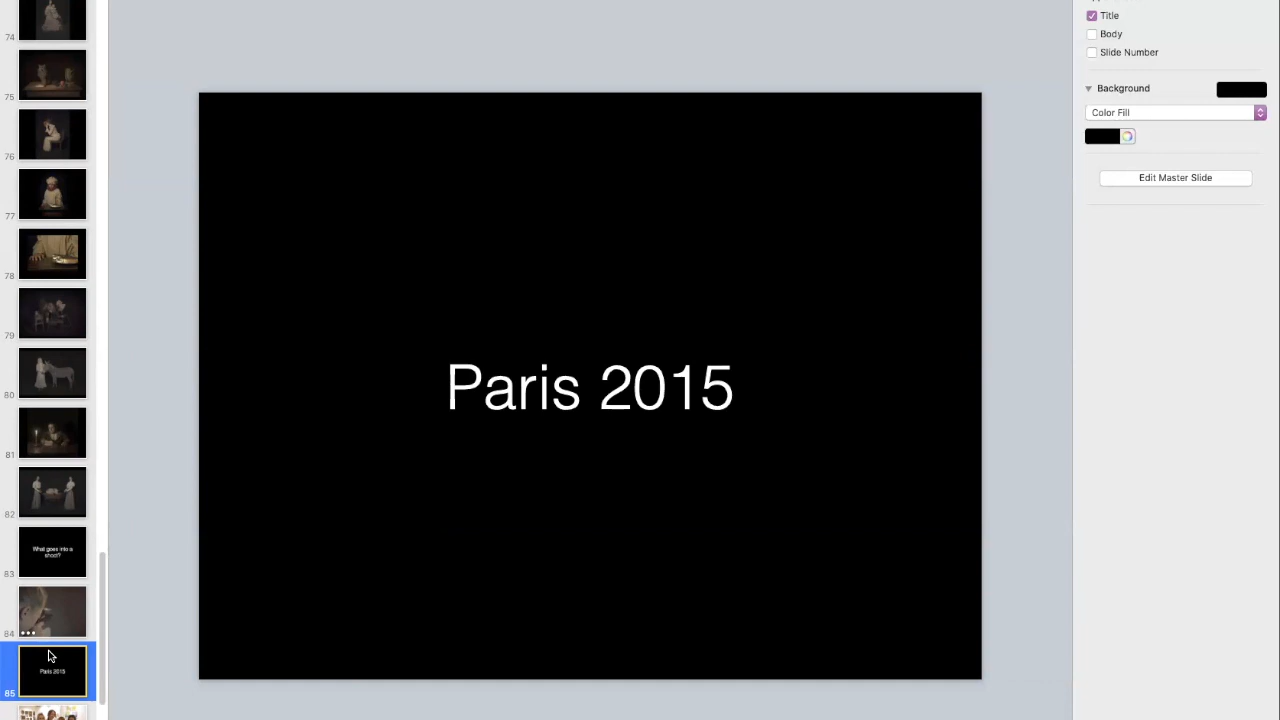 74
75
76
77
78
79
80
81
82
What goes into a
shoot?
83
84
Paris 2015
85
Paris 2015
Title
Body
Slide Number
Background
Color Fill
Edit Master Slide